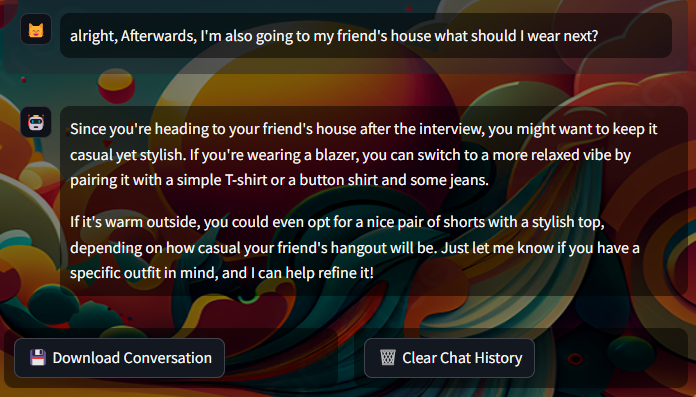 alright, Afterwards, I'm also going to my friend's house what should I wear next?
Since you're heading to your friend's house after the interview, you might want to keep it
casual yet stylish. If you're wearing a blazer, you can switch to a more relaxed vibe by
pairing it with a simple T-shirt or a button shirt and some jeans.
If it's warm outside, you could even opt for a nice pair of shorts with a stylish top,
depending on how casual your friend's hangout will be. Just let me know if you have a
specific outfit in mind, and I can help refine it!
Download Conversation
Clear Chat History